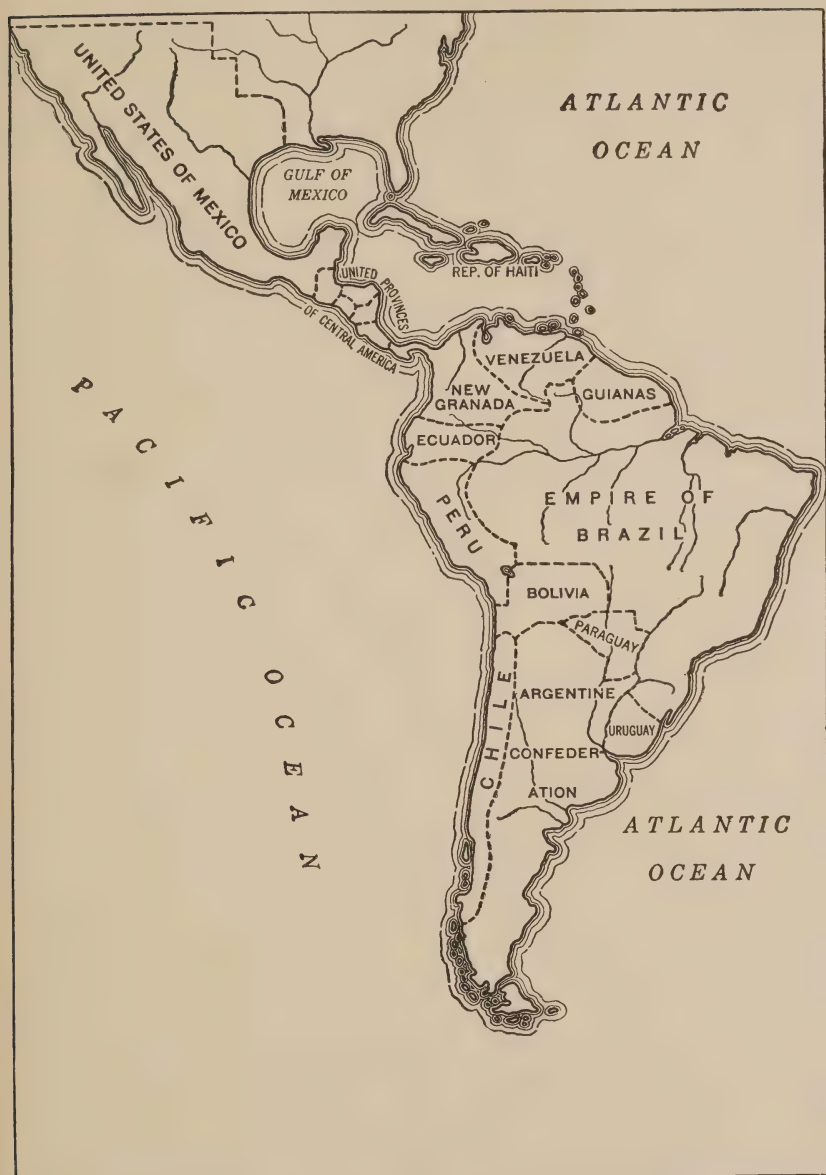 ATLANTIC
OCEAN
UNITED STATES OF MEXICO
GULF OF
MEXICO
REP. OF HAITI
UNITED PROVINCES
OF CENTRAL AMERICA
VENEZUELA
NEW
GRANADA
GUIANAS
ECUADOR
PACIFIC OCEAN
PERU
EMPIRE OF
BRAZIL
BOLIVIA
PARAGUAY
CHILE
ARGENTINE
URUGUAY
CONFEDER
ATION
ATLANTIC
OCEAN